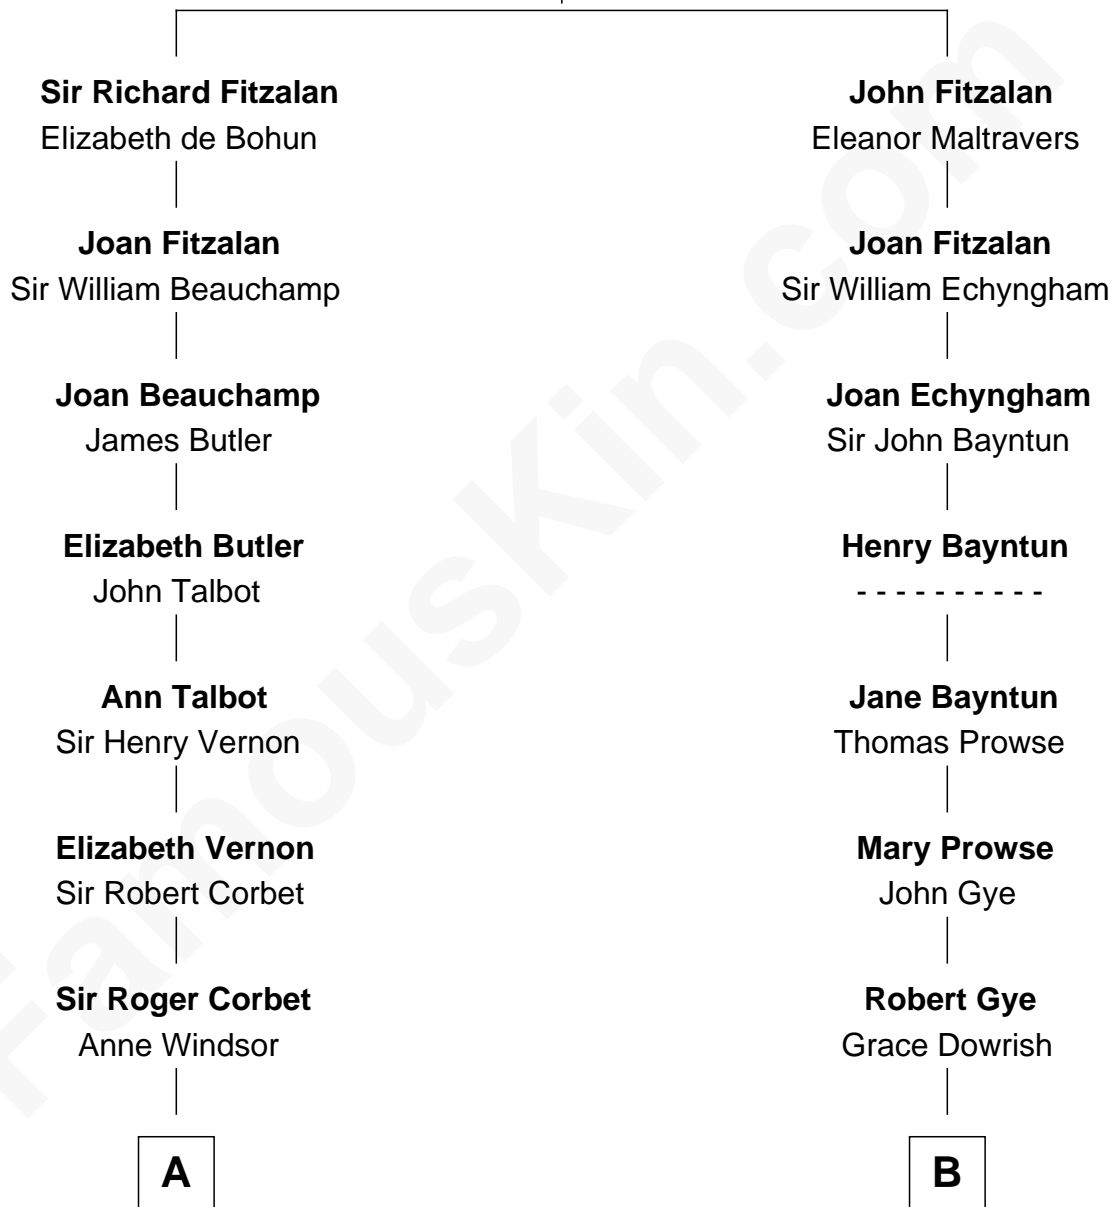 Sir Richard Fitzalan
Elizabeth de Bohun
Joan Fitzalan
Sir William Beauchamp
Joan Beauchamp
James Butler
Elizabeth Butler
John Talbot
Ann Talbot
Sir Henry Vernon
Elizabeth Vernon
Sir Robert Corbet
Sir Roger Corbet
Anne Windsor
A
John Fitzalan
Eleanor Maltravers
Joan Fitzalan
Sir William Echyngham
Joan Echyngham
Sir John Bayntun
Henry Bayntun
- - - - - - - - - -
Jane Bayntun
Thomas Prowse
Mary Prowse
John Gye
Robert Gye
Grace Dowrish
B
FamousKin.com